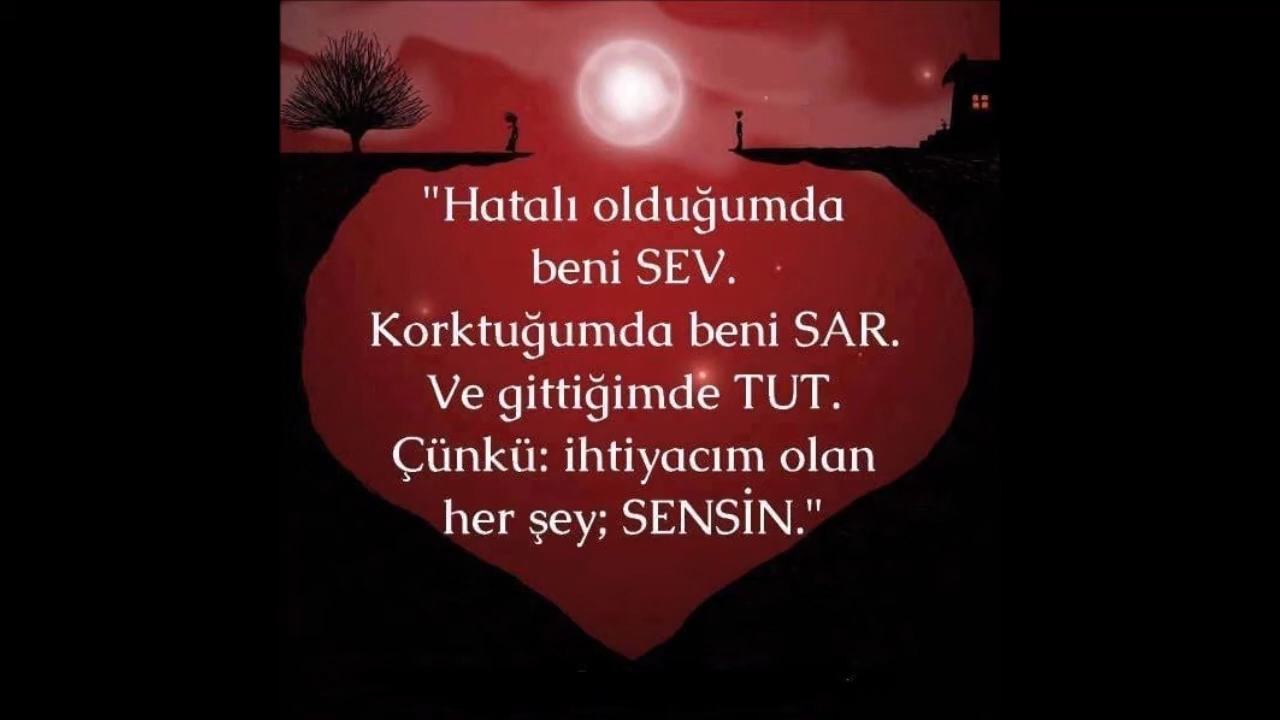 "Hatalı olduğumda
beni SEV.
Korktuğumda beni SAR.
Ve gittiğimde TUT.
Çünkü: ihtiyacım olan
her şey; SENSİN."